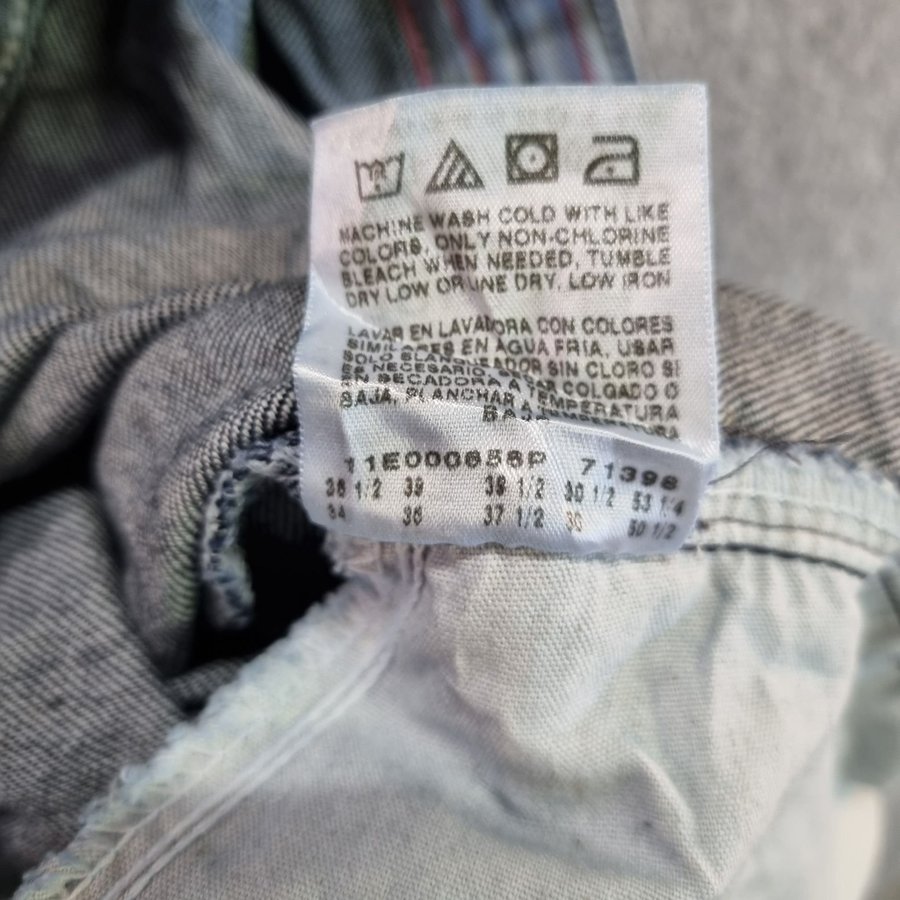 MACHINE WASH COLD WITH LIKE
COLORS, ONLY NON-CHLORINE
BLEACH WHEN NEEDED, TUMBLE
DRY LOW OR LINE DRY. LOW IRON
LAVAR EN LAVADORA CON COLORES
SIMILARES EN AGUA FRIA, USAR
SOLO BLANQUEADOR SIN CLORO SI
ES NECESARIO COLGADO O
EN SECADORA A TEMPERATURA
BAJA, PLANCHAR A TEMPERATURA
BAJA
11E000658P 71398
38 1/2 39 39 1/2 30 1/2 53 1/4
34 36 37 1/2 30 50 1/2